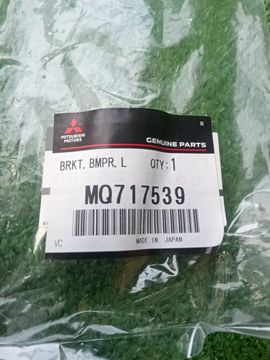 R
MITSUBISHI
MOTORS
GENUINE PARTS
BRKT, BMPR, L QTY:1
MQ717539
VC MADE IN JAPAN